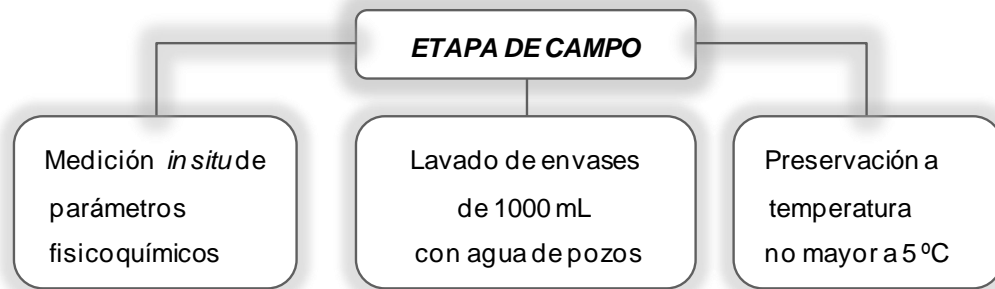 ETAPA DE CAMPO
Medición in situ de
parámetros
fisicoquímicos
Lavado de envases
de 1000 mL
con agua de pozos
Preservación a
temperatura
no mayor a 5 ºC